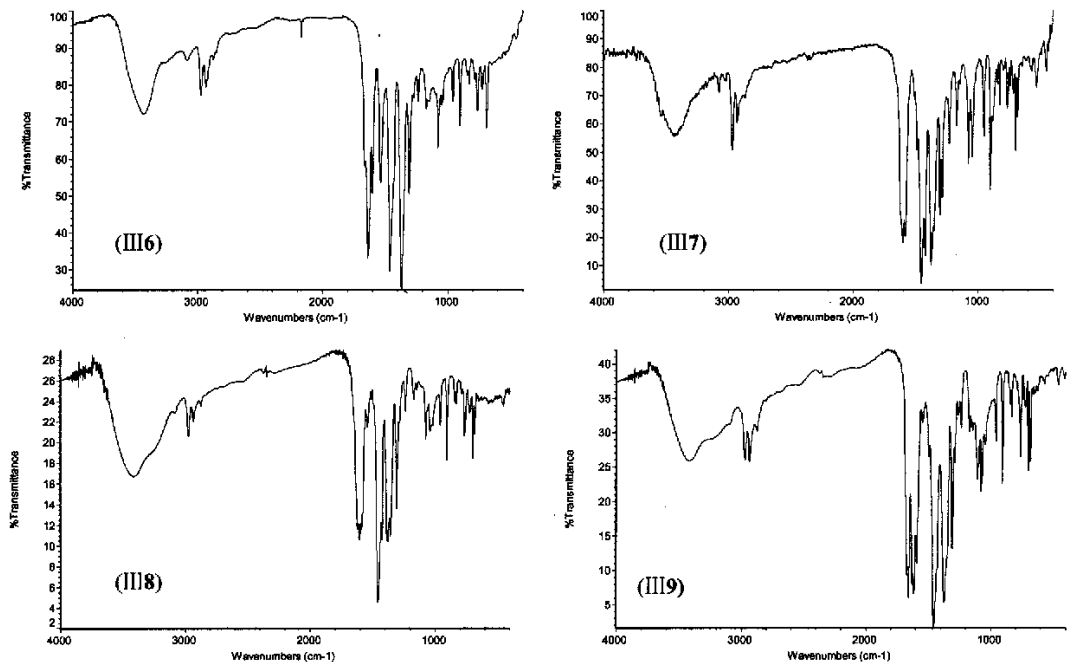 100
90
80
70
60
50
40
30
%Transmittance
(III6)
4000 3000 2000 1000
Wavenumbers (cm-1)
100
90
80
70
60
50
40
30
20
10
%Transmittance
(III7)
4000 3000 2000 1000
Wavenumbers (cm-1)
28
26
24
22
20
18
16
14
12
10
8
6
4
2
%Transmittance
(III8)
4000 3000 2000 1000
Wavenumbers (cm-1)
40
35
30
25
20
15
10
5
%Transmittance
(III9)
4000 3000 2000 1000
Wavenumbers (cm-1)